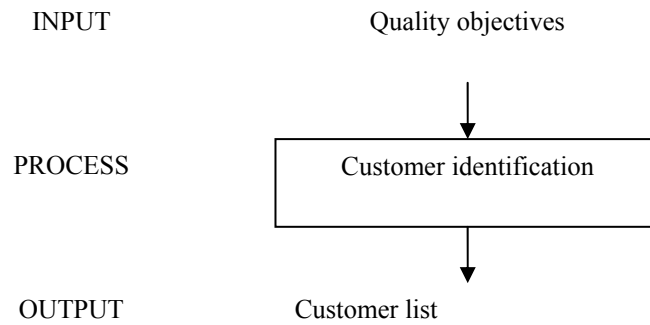 INPUT Quality objectives
PROCESS Customer identification
OUTPUT Customer list